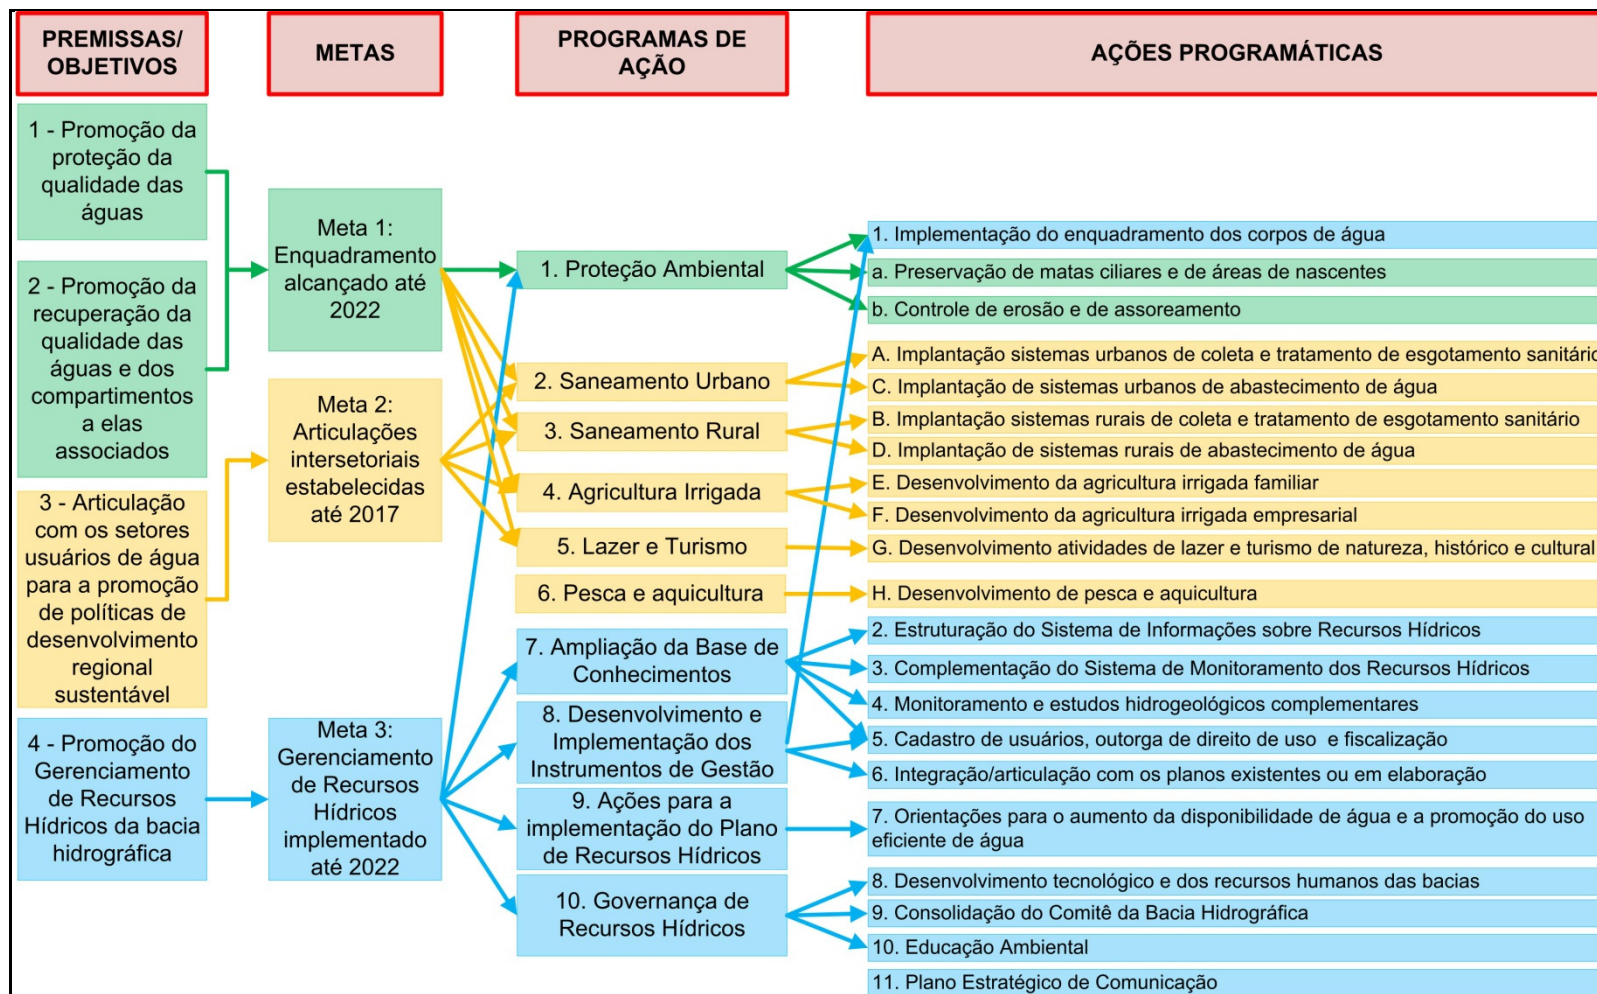 PREMISSAS/
OBJETIVOS
METAS
PROGRAMAS DE
AÇÃO
AÇÕES PROGRAMÁTICAS
1 - Promoção da
proteção da
qualidade das
águas
2 - Promoção da
recuperação da
qualidade das
águas e dos
compartimentos
a elas
associados
3 - Articulação
com os setores
usuários de água
para a promoção
de políticas de
desenvolvimento
regional
sustentável
4 - Promoção do
Gerenciamento
de Recursos
Hídricos da bacia
hidrográfica
Meta 1:
Enquadramento
alcançado até
2022
Meta 2:
Articulações
intersetoriais
estabelecidas
até 2017
Meta 3:
Gerenciamento
de Recursos
Hídricos
implementado
até 2022
1. Proteção Ambiental
2. Saneamento Urbano
3. Saneamento Rural
4. Agricultura Irrigada
5. Lazer e Turismo
6. Pesca e aquicultura
7. Ampliação da Base de
Conhecimentos
8. Desenvolvimento e
Implementação dos
Instrumentos de Gestão
9. Ações para a
implementação do Plano
de Recursos Hídricos
10. Governança de
Recursos Hídricos
1. Implementação do enquadramento dos corpos de água
a. Preservação de matas ciliares e de áreas de nascentes
b. Controle de erosão e de assoreamento
A. Implantação sistemas urbanos de coleta e tratamento de esgotamento sanitário
C. Implantação de sistemas urbanos de abastecimento de água
B. Implantação sistemas rurais de coleta e tratamento de esgotamento sanitário
D. Implantação de sistemas rurais de abastecimento de água
E. Desenvolvimento da agricultura irrigada familiar
F. Desenvolvimento da agricultura irrigada empresarial
G. Desenvolvimento atividades de lazer e turismo de natureza, histórico e cultural
H. Desenvolvimento de pesca e aquicultura
2. Estruturação do Sistema de Informações sobre Recursos Hídricos
3. Complementação do Sistema de Monitoramento dos Recursos Hídricos
4. Monitoramento e estudos hidrogeológicos complementares
5. Cadastro de usuários, outorga de direito de uso e fiscalização
6. Integração/articulação com os planos existentes ou em elaboração
7. Orientações para o aumento da disponibilidade de água e a promoção do uso
eficiente de água
8. Desenvolvimento tecnológico e dos recursos humanos das bacias
9. Consolidação do Comitê da Bacia Hidrográfica
10. Educação Ambiental
11. Plano Estratégico de Comunicação